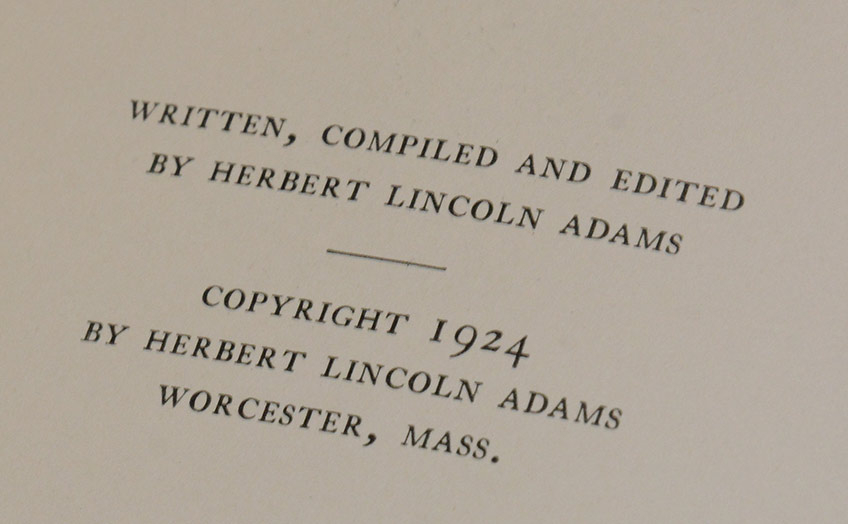 WRITTEN, COMPILED AND EDITED
BY HERBERT LINCOLN ADAMS
COPYRIGHT 1924
BY HERBERT LINCOLN ADAMS
WORCESTER, MASS.